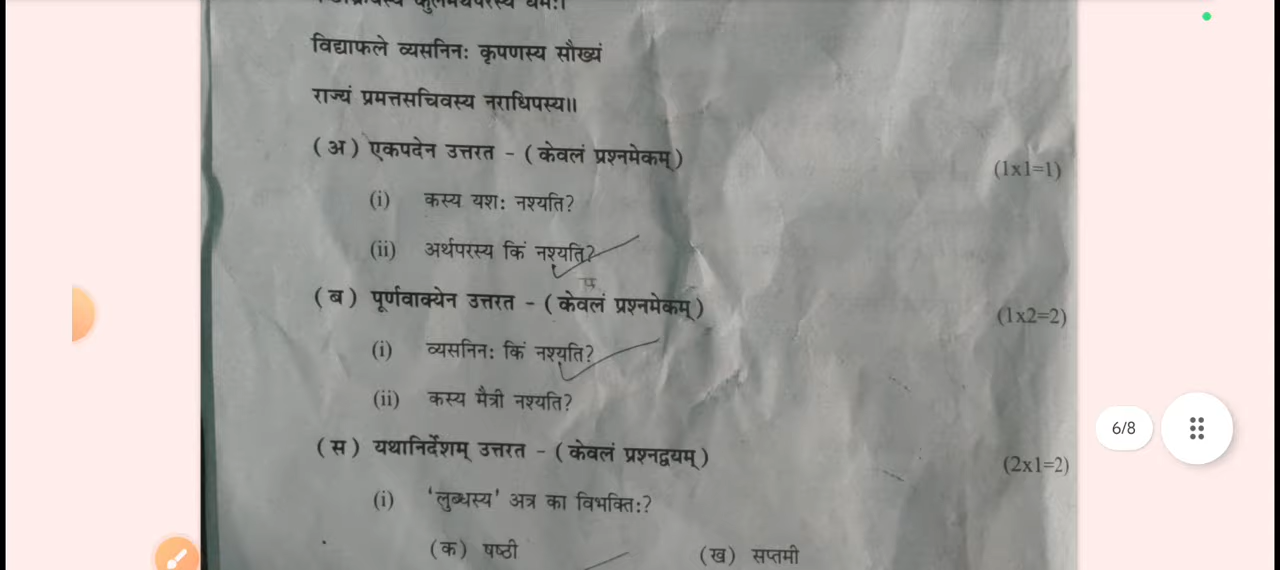 विद्याफले व्यसनिनः कृपणस्य सौख्यं
राज्यं प्रमत्तसचिवस्य नराधिपस्य॥
(अ) एकपदेन उत्तरत - (केवलं प्रश्नमेकम्) (1x1=1)
(i) कस्य यशः नश्यति?
(ii) अर्थपरस्य किं नश्यति?
(ब) पूर्णवाक्येन उत्तरत - (केवलं प्रश्नमेकम्) (1x2=2)
(i) व्यसनिनः किं नश्यति?
(ii) कस्य मैत्री नश्यति?
6/8
(स) यथानिर्देशम् उत्तरत - (केवलं प्रश्नद्वयम्) (2x1=2)
(i) 'लुब्धस्य' अत्र का विभक्तिः?
(क) षष्ठी (ख) सप्तमी